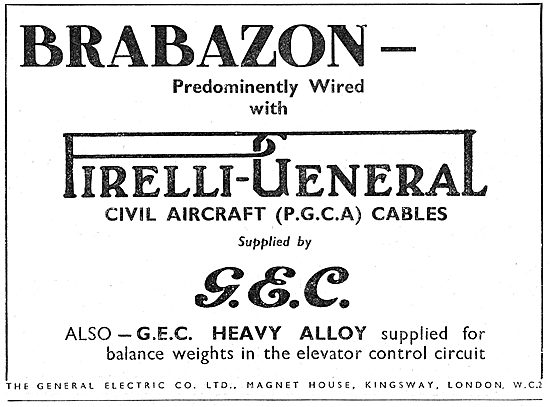 BRABAZON—
Predominently Wired
with
PIRELLI-GENERAL
CIVIL AIRCRAFT (P.G.C.A) CABLES
Supplied by
G.E.C.
ALSO — G.E.C. HEAVY ALLOY supplied for
balance weights in the elevator control circuit
THE GENERAL ELECTRIC CO. LTD., MAGNET HOUSE, KINGSWAY, LONDON, W.C.2